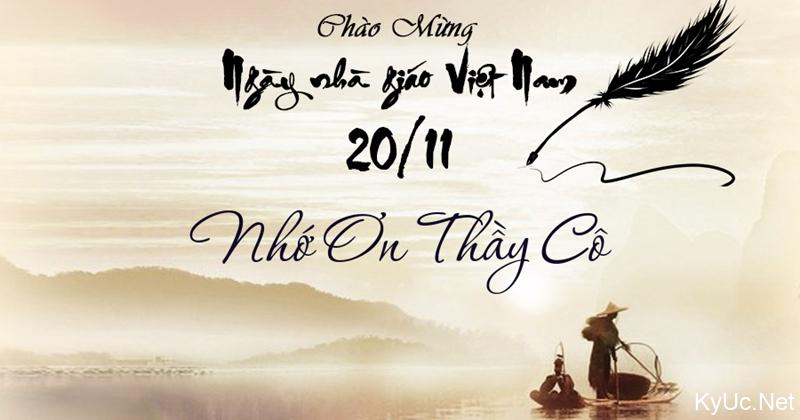 Chào Mừng
Ngày nhà giáo Việt Nam
20/11
Nhớ Ơn Thầy Cô
KyUc.Net